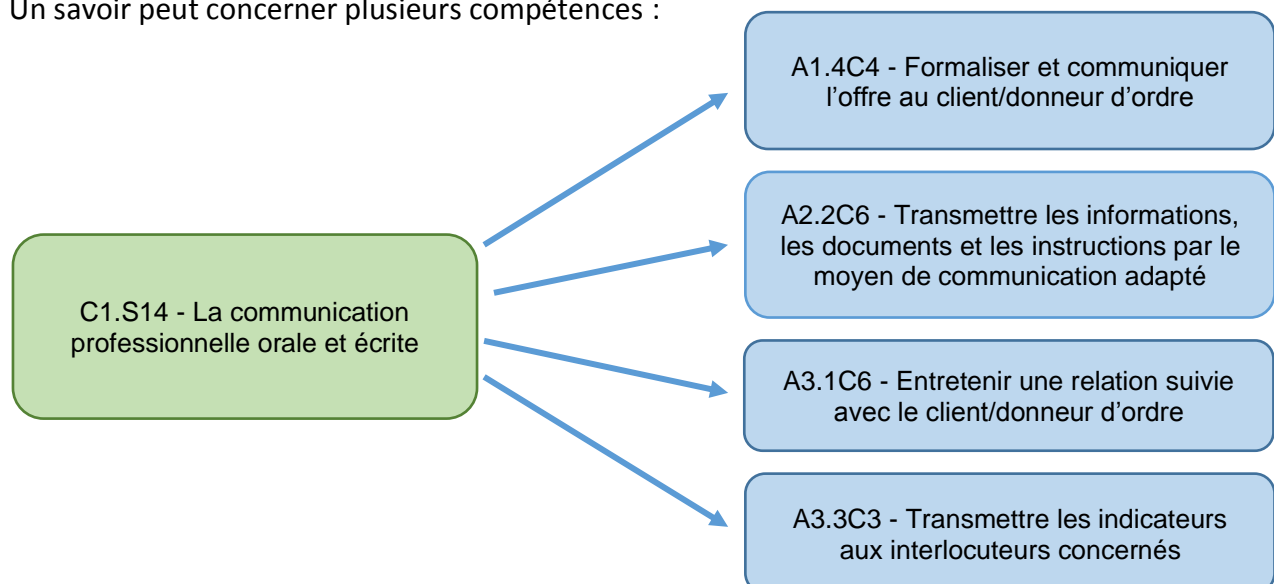 Un savoir peut concerner plusieurs compétences :
A1.4C4 - Formaliser et communiquer
l’offre au client/donneur d’ordre
A2.2C6 - Transmettre les informations,
les documents et les instructions par le
moyen de communication adapté
C1.S14 - La communication
professionnelle orale et écrite
A3.1C6 - Entretenir une relation suivie
avec le client/donneur d’ordre
A3.3C3 - Transmettre les indicateurs
aux interlocuteurs concernés